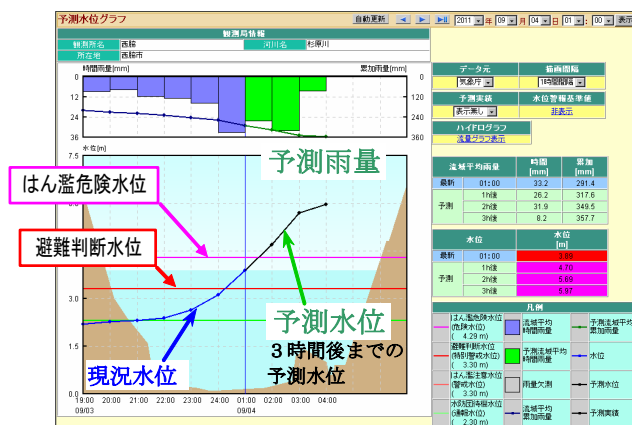 予測水位グラフ
自動更新 2011 年 09 月 04 日 01 : 00 表示
観測局情報
観測所名 西脇 河川名 杉原川
所在地 西脇市
時間雨量[mm] 累加雨量[mm]
0 0
12 120
24 240
36 360
水位[m]
7.5
予測雨量
はん濫危険水位
避難判断水位
3.0
1.5
予測水位
3時間後までの
予測水位
現況水位
0.0
19:00 20:00 21:00 22:00 23:00 24:00 01:00 02:00 03:00 04:00
09/03 09/04
データ元 描画間隔
気象庁 1時間間隔
予測実績 水位警報基準値
表示無し 非表示
ハイドログラフ
流量グラフ表示
流域平均雨量 時間[mm] 累加[mm]
最新 01:00 33.2 291.4
予測 1h後 26.2 317.6
2h後 31.9 349.5
3h後 8.2 357.7
水位 水位[m]
最新 01:00 3.89
予測 1h後 4.70
2h後 5.69
3h後 5.97
凡例
はん濫危険水位
(危険水位)
( 4.29 m)
流域平均
時間雨量
予測流域平均
累加雨量
避難判断水位
(特別警戒水位)
( 3.30 m)
予測流域平均
時間雨量
水位
はん濫注意水位
(警戒水位)
( 3.30 m)
雨量欠測
予測水位
水防団待機水位
(通報水位)
( 2.30 m)
流域平均
累加雨量
予測実績